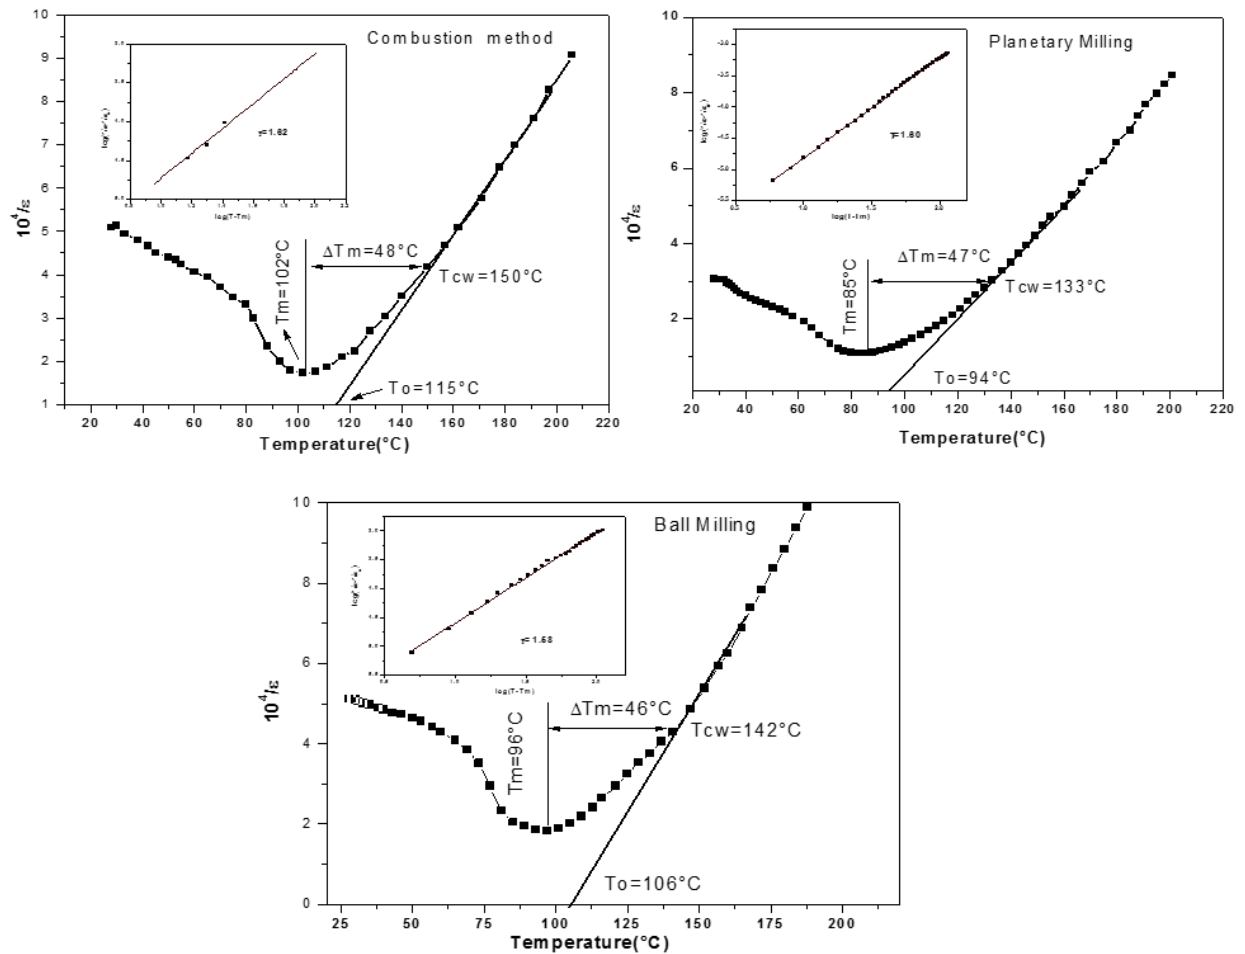 Combustion method
10
9
8
7
6
5
4
3
2
1
10⁴/ε
γ=1.62
log(T-Tm)
Tm=102°C
ΔTm=48°C
Tcw=150°C
To=115°C
20 40 60 80 100 120 140 160 180 200 220
Temperature(°C)
Planetary Milling
10
8
6
4
2
10⁴/ε
γ=1.60
log(T-Tm)
Tm=85°C
ΔTm=47°C
Tcw=133°C
To=94°C
20 40 60 80 100 120 140 160 180 200 220
Temperature(°C)
Ball Milling
10
8
6
4
2
0
10⁴/ε
log(T-Tm)
Tm=96°C
ΔTm=46°C
Tcw=142°C
To=106°C
25 50 75 100 125 150 175 200
Temperature(°C)